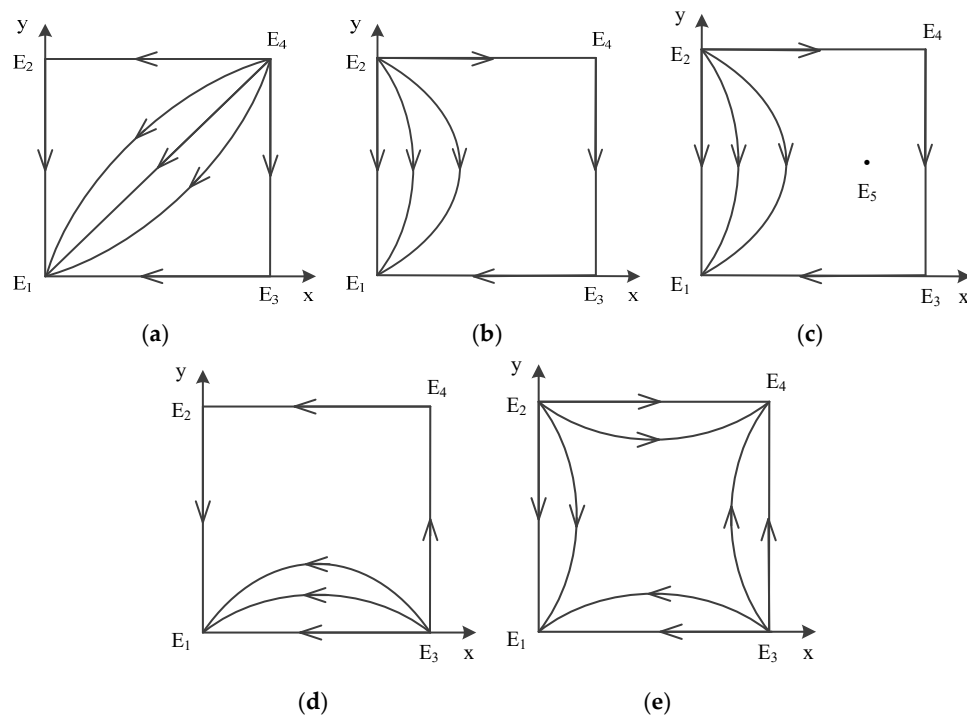 y y y
E₂ E₄ E₂ E₄ E₂ E₄
E₅
E₁ E₃ x E₁ E₃ x E₁ E₃ x
(a) (b) (c)
y y
E₂ E₄ E₂ E₄
E₁ E₃ x E₁ E₃ x
(d) (e)